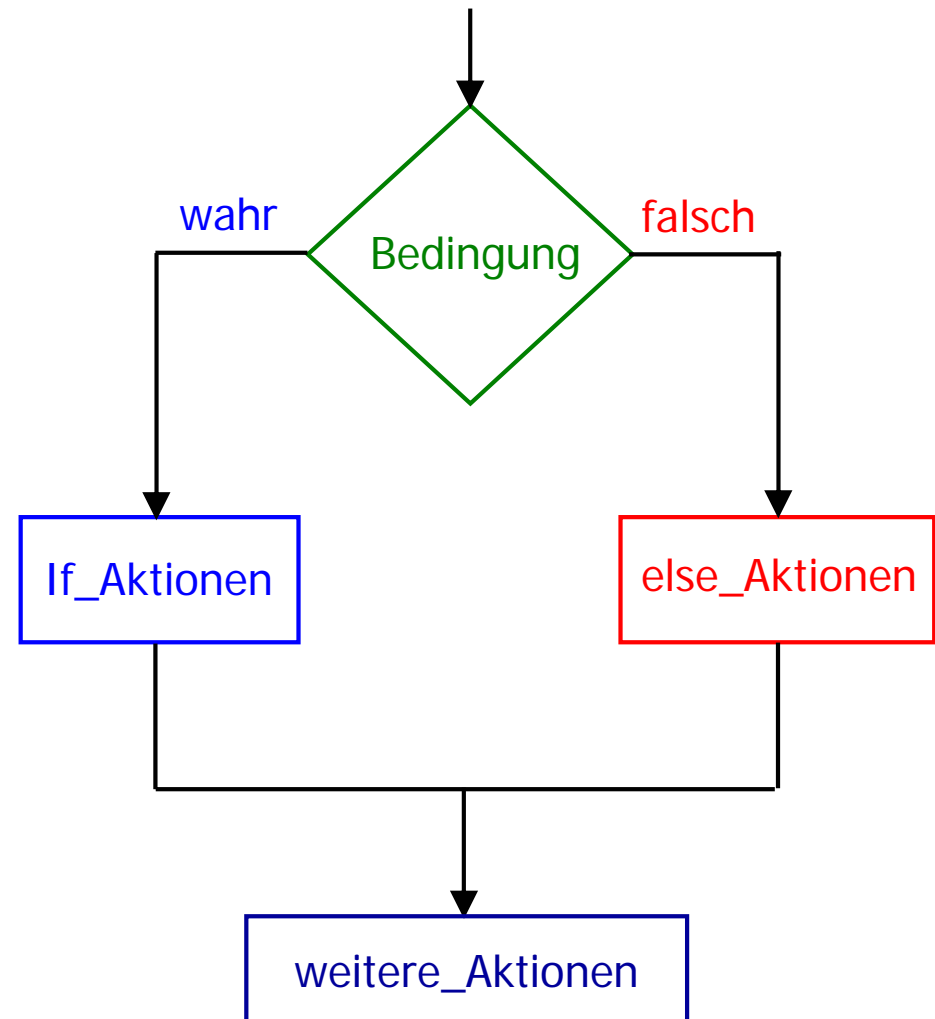 wahr
falsch
Bedingung
If_Aktionen
else_Aktionen
weitere_Aktionen